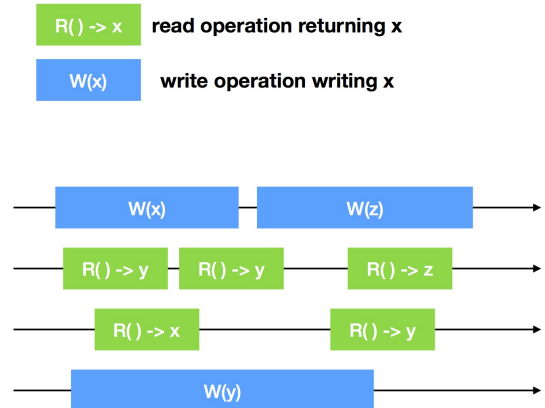 R( ) -> x read operation returning x
W(x) write operation writing x
W(x) W(z)
R( ) -> y R( ) -> y R( ) -> z
R( ) -> x R( ) -> y
W(y)